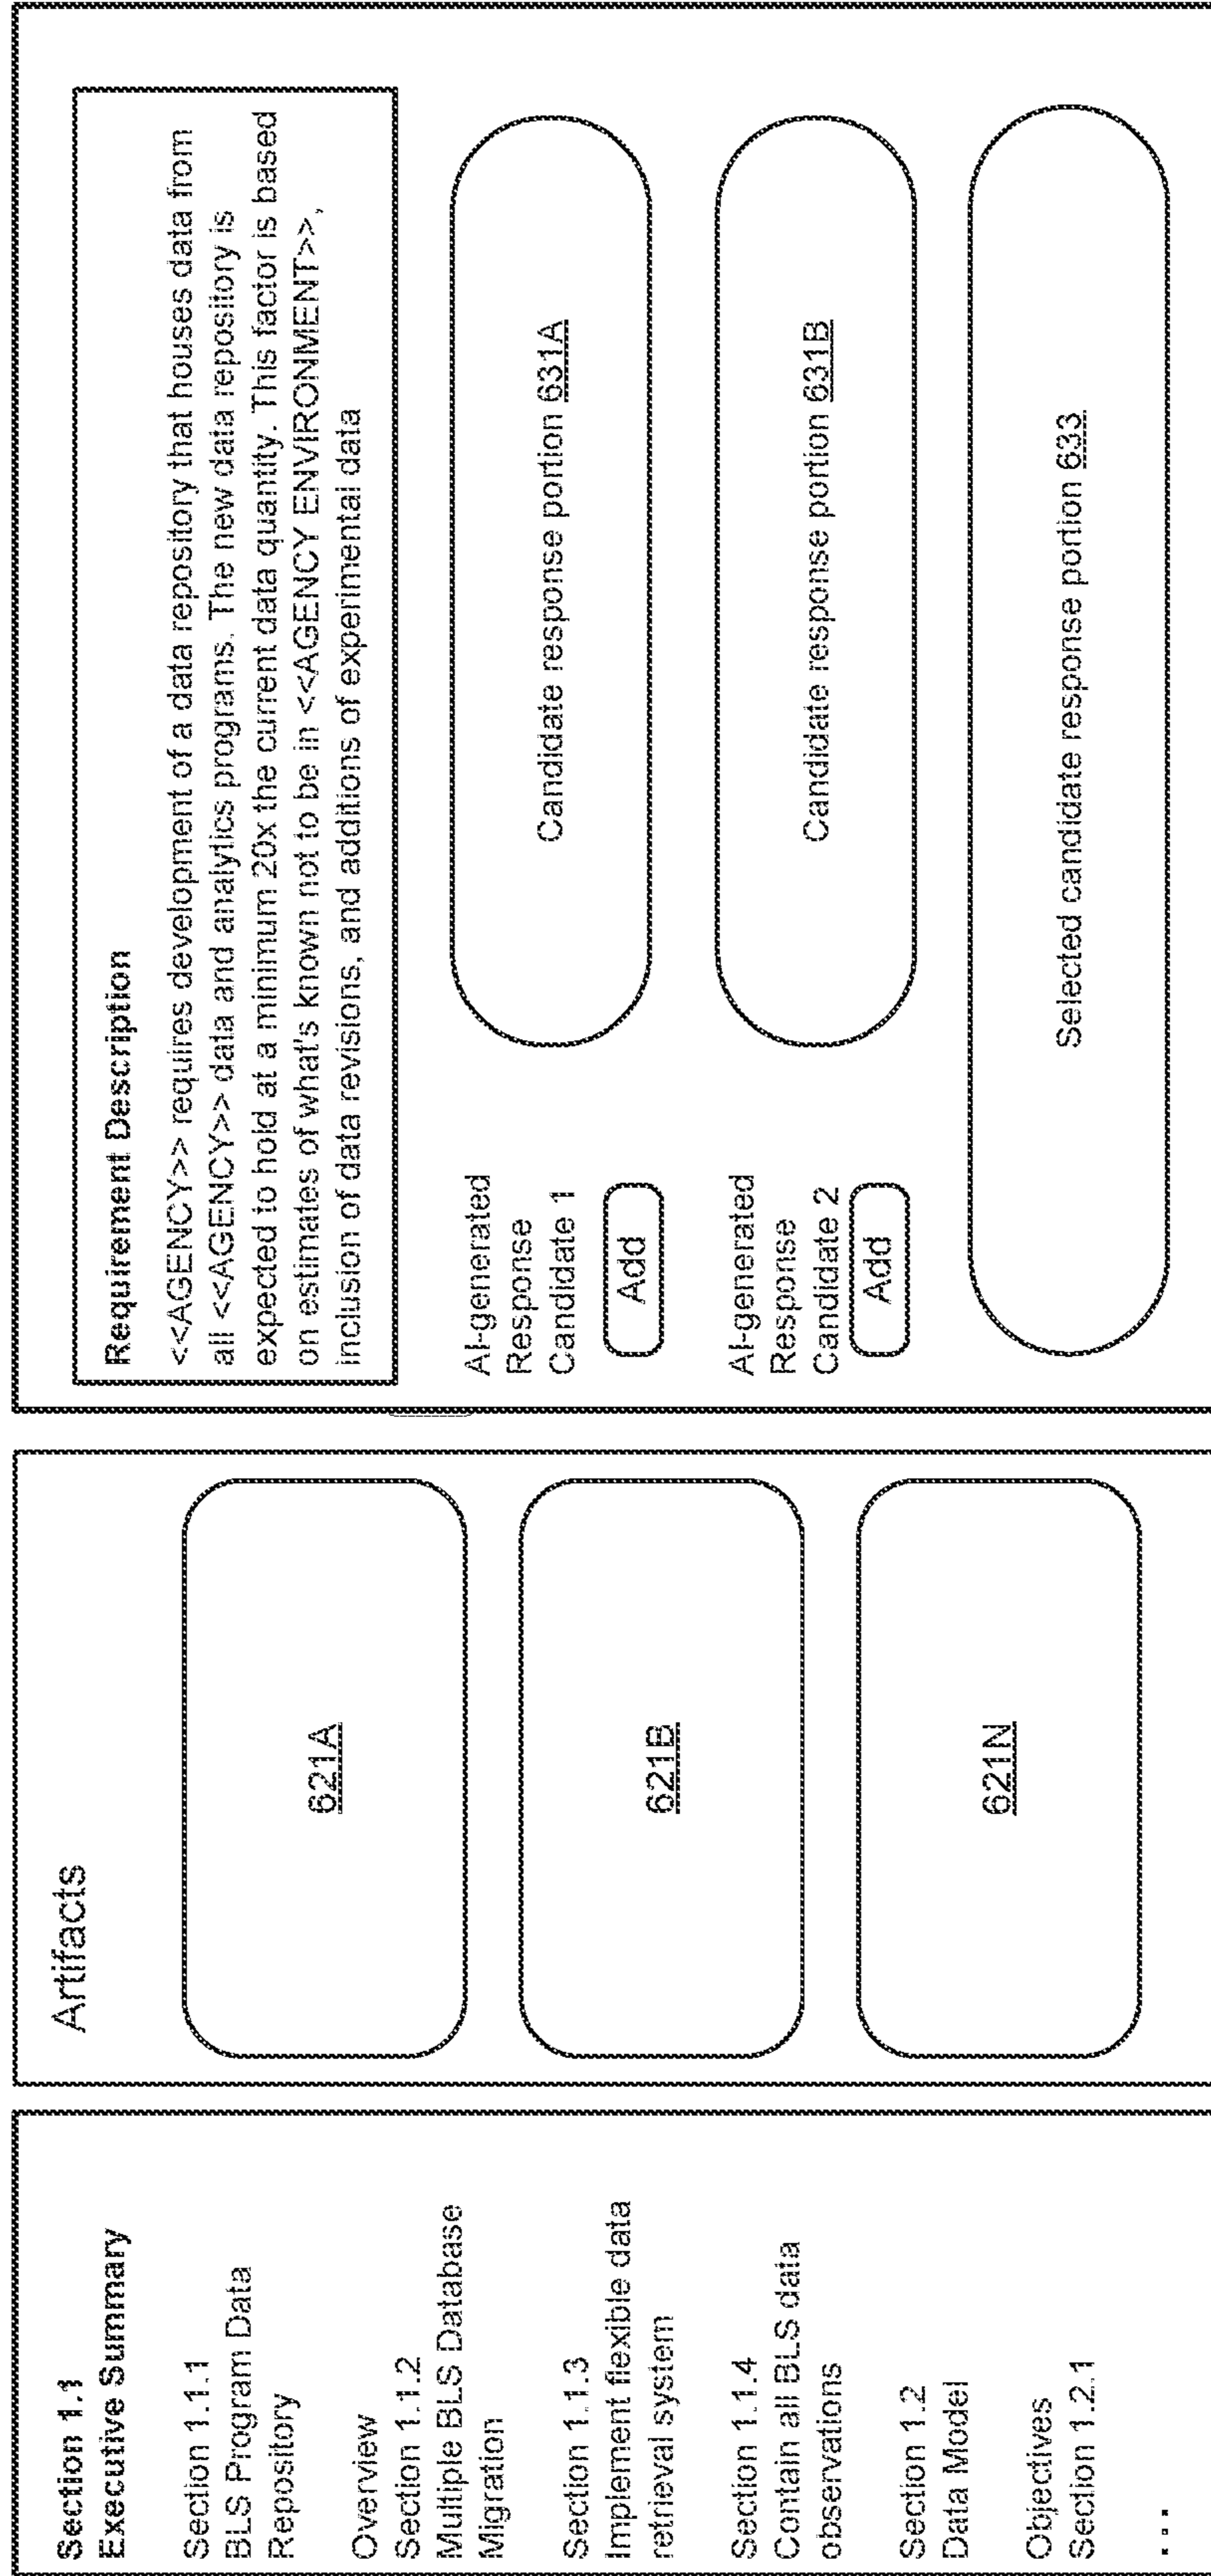 Section 1.1
Executive Summary
Section 1.1.1
BLS Program Data
Repository
Overview
Section 1.1.2
Multiple BLS Database
Migration
Section 1.1.3
Implement flexible data
retrieval system
Section 1.1.4
Contain all BLS data
observations
Section 1.2
Data Model
Objectives
Section 1.2.1
...
Artifacts
621A
621B
621N
Requirement Description
<<AGENCY>> requires development of a data repository that houses data from
all <<AGENCY>> data and analytics programs. The new data repository is
expected to hold at a minimum 20x the current data quantity. This factor is based
on estimates of what's known not to be in <<AGENCY ENVIRONMENT>>,
inclusion of data revisions, and additions of experimental data
AI-generated
Response
Candidate 1
Add
Candidate response portion 631A
AI-generated
Response
Candidate 2
Add
Candidate response portion 631B
Selected candidate response portion 633